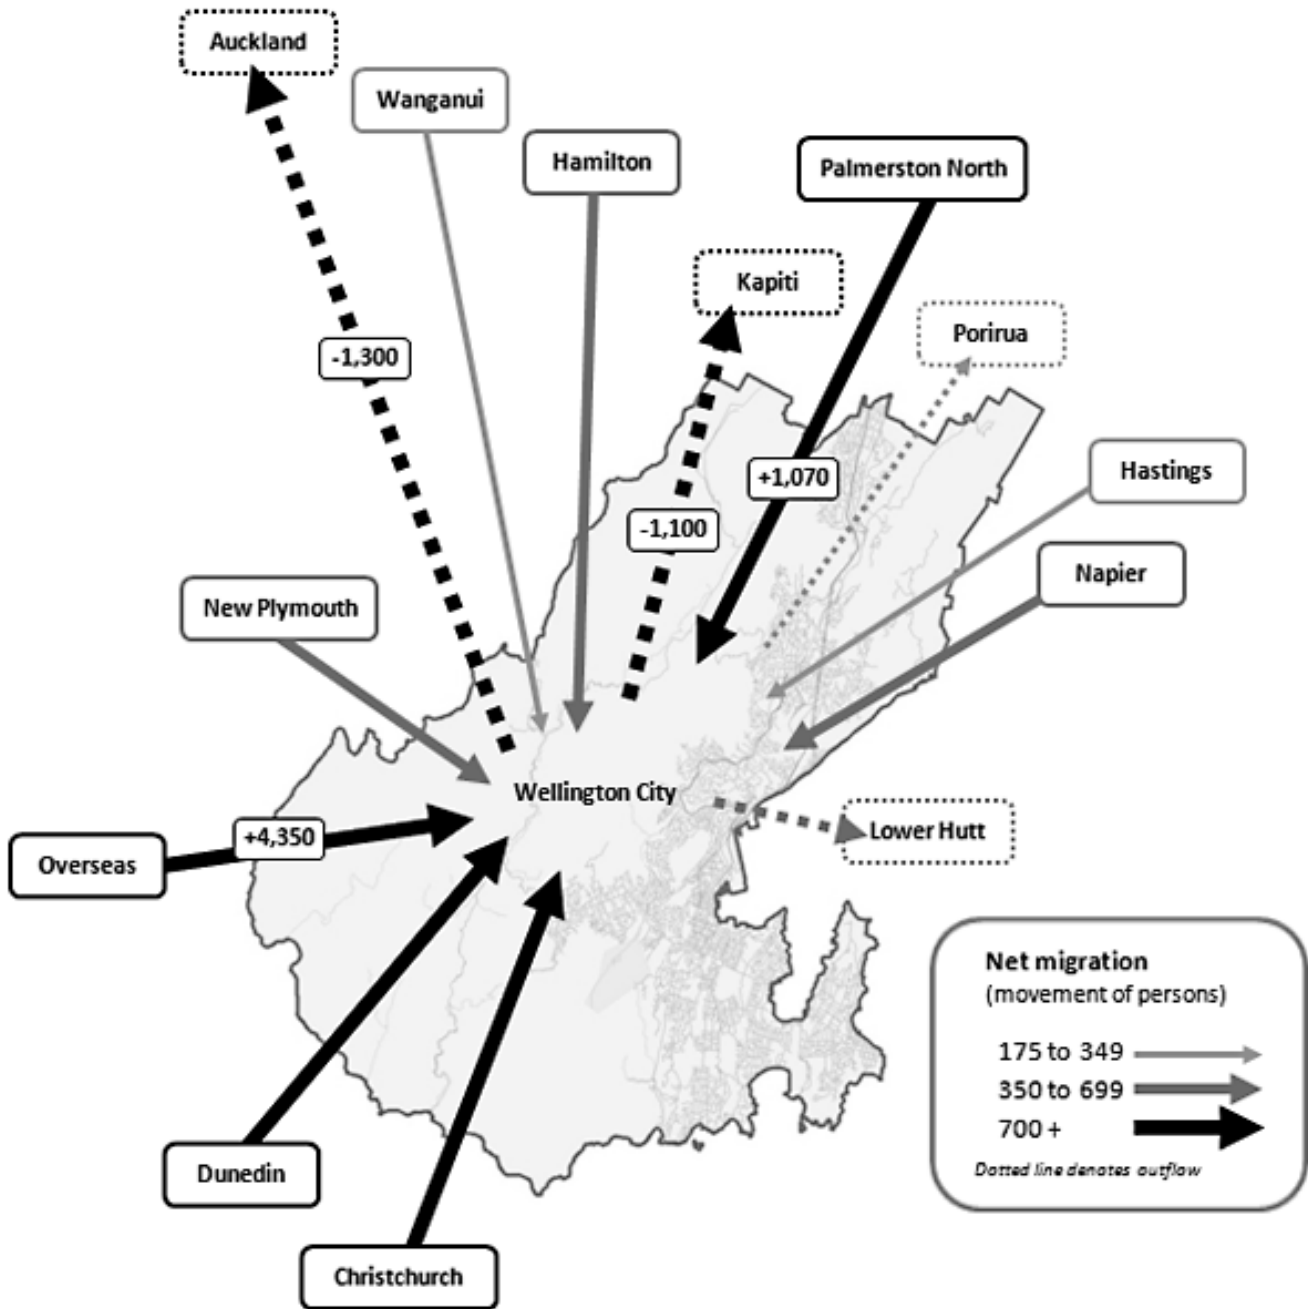 Auckland
Wanganui
Hamilton
Palmerston North
Kapiti
Porirua
-1,300
Hastings
+1,070
-1,100
Napier
New Plymouth
Wellington City
Lower Hutt
+4,350
Overseas
Net migration
(movement of persons)
175 to 349
350 to 699
700 +
Dotted line denotes outflow
Dunedin
Christchurch